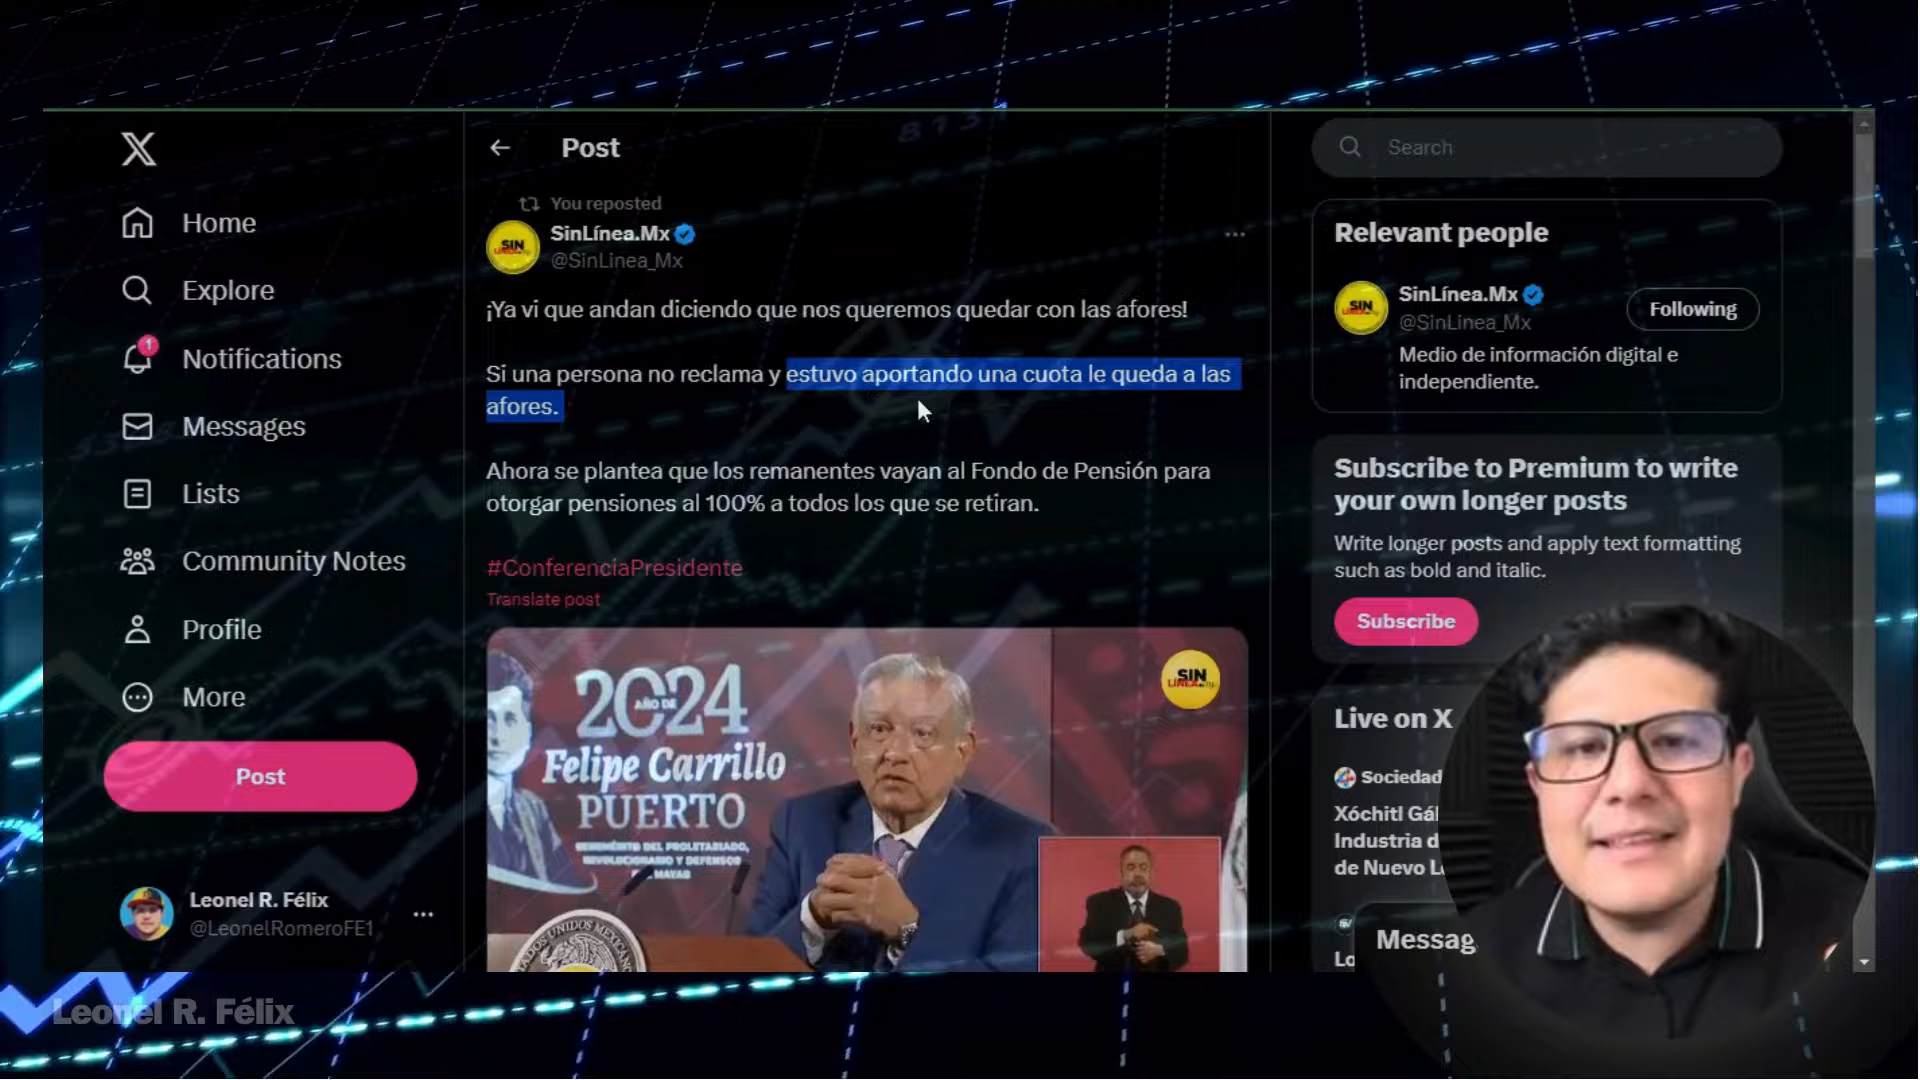 Post
Search
You reposted
SinLínea.Mx
@SinLinea_Mx
¡Ya vi que andan diciendo que nos queremos quedar con las afores!
Si una persona no reclama y estuvo aportando una cuota le queda a las
afores.
Ahora se plantea que los remanentes vayan al Fondo de Pensión para
otorgar pensiones al 100% a todos los que se retiran.
#ConferenciaPresidente
Translate post
2024
AÑO DE
Felipe Carrillo
PUERTO
BENEMÉRITO DEL PROLETARIADO,
REVOLUCIONARIO Y DEFENSOR
DEL MAYAB
SIN
LÍNEA
Home
Explore
1
Notifications
Messages
Lists
Community Notes
Profile
More
Post
Leonel R. Félix
@LeonelRomeroFE1
Relevant people
SinLínea.Mx
@SinLinea_Mx
Following
Medio de información digital e
independiente.
Subscribe to Premium to write
your own longer posts
Write longer posts and apply text formatting
such as bold and italic.
Subscribe
Live on X
Sociedad
Xóchitl Gál
Industria d
de Nuevo L
Lo
Messag
Leonel R. Félix